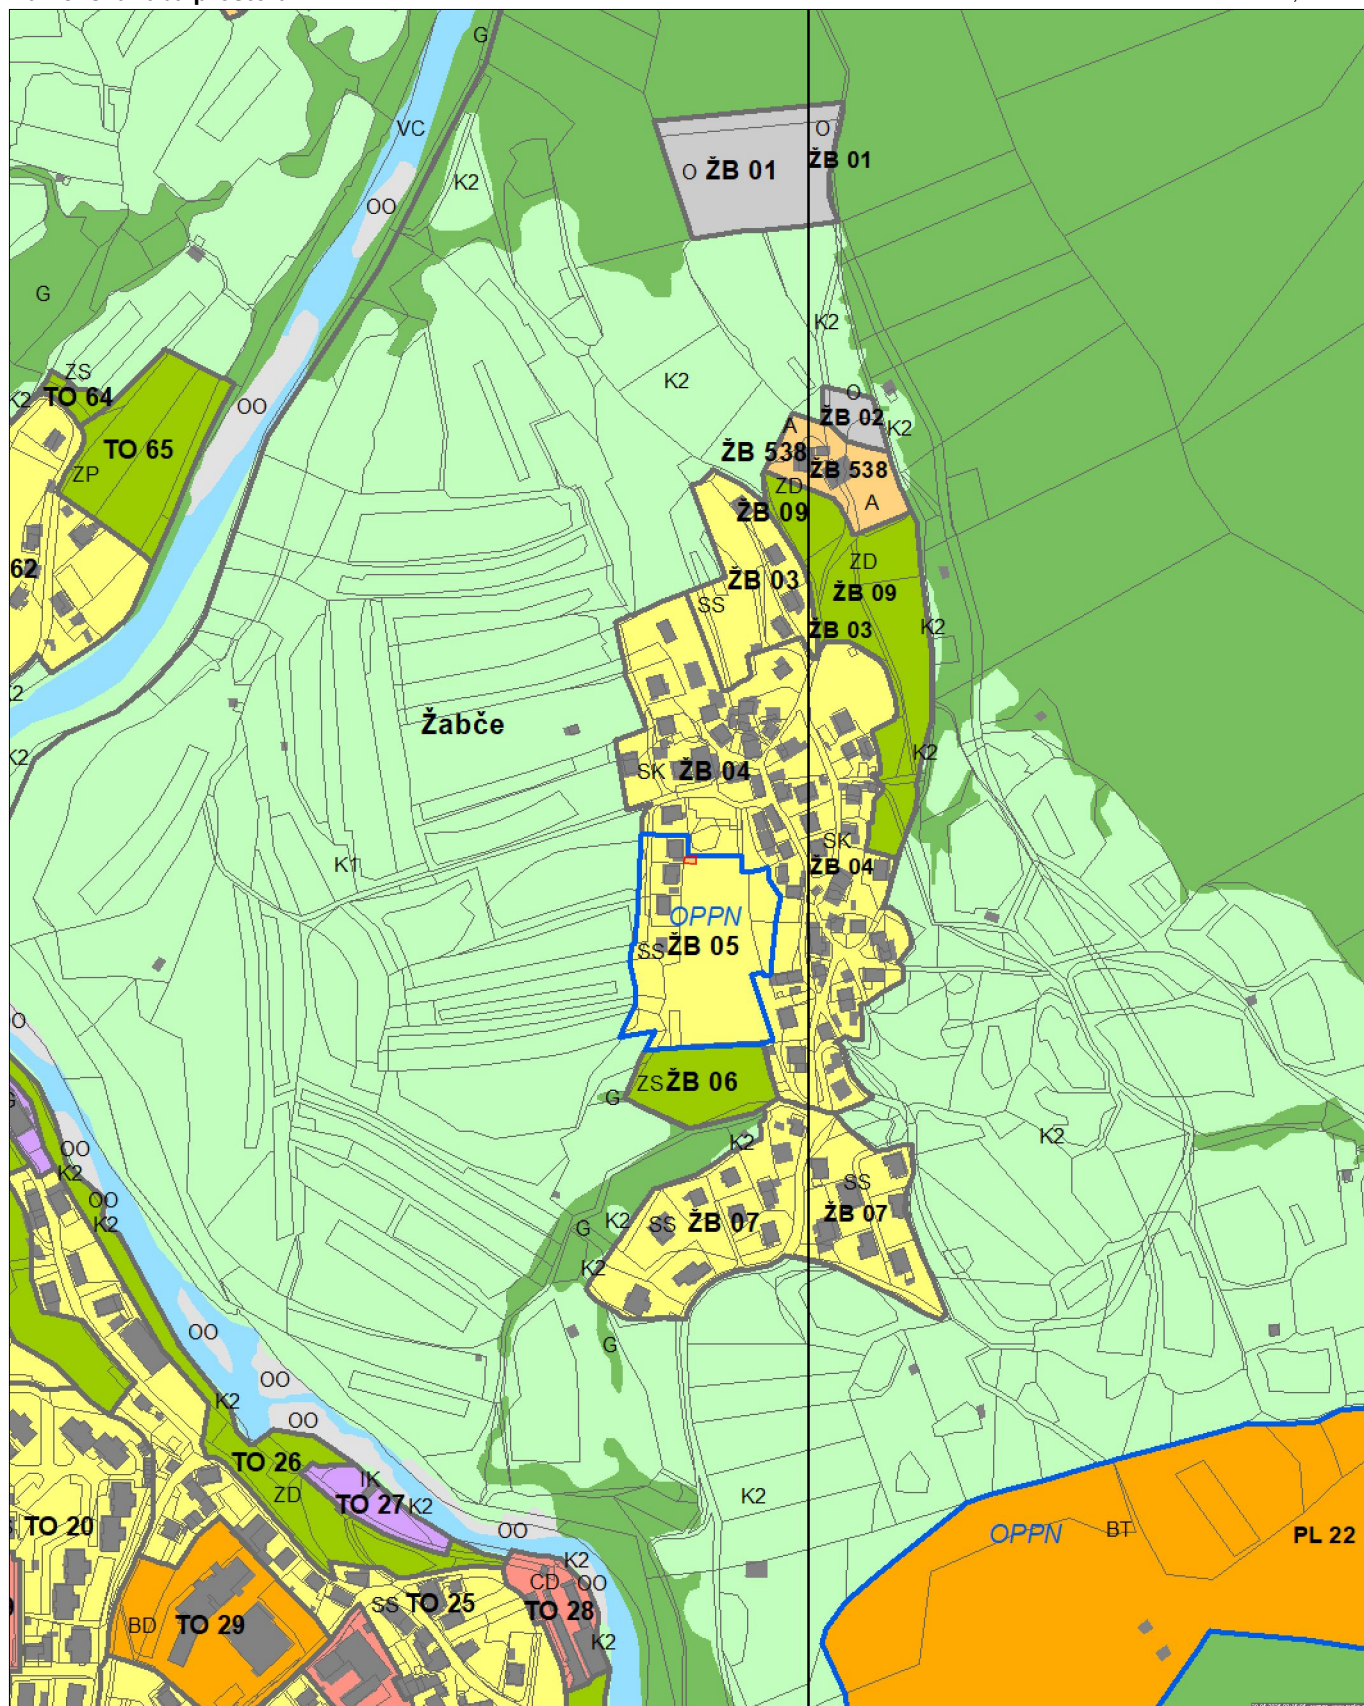 G
VC
O
O ŽB 01
ŽB 01
K2
OO
G
K2
ZS
K2
TO 64
K2
OO
O
ŽB 02
K2
A
TO 65
ŽB 538
ŽB 538
ZP
ZD
A
ŽB 09
62
ZD
ŽB 03
ŽB 09
SS
ŽB 03
K2
K2
Žabče
K2
K2
SK ŽB 04
SK
K1
ŽB 04
OPPN
SS ŽB 05
O
ZS ŽB 06
G
G
K2
K2
OO
K2
SS
OO
K2
G
K2
SS ŽB 07
ŽB 07
K2
OO
G
OO
K2
OO
TO 26
IK
ZD
TO 27
K2
K2
OO
TO 20
OPPN
BT
PL 22
K2
CD
OO
SS TO 25
TO 28
BD
TO 29
K2